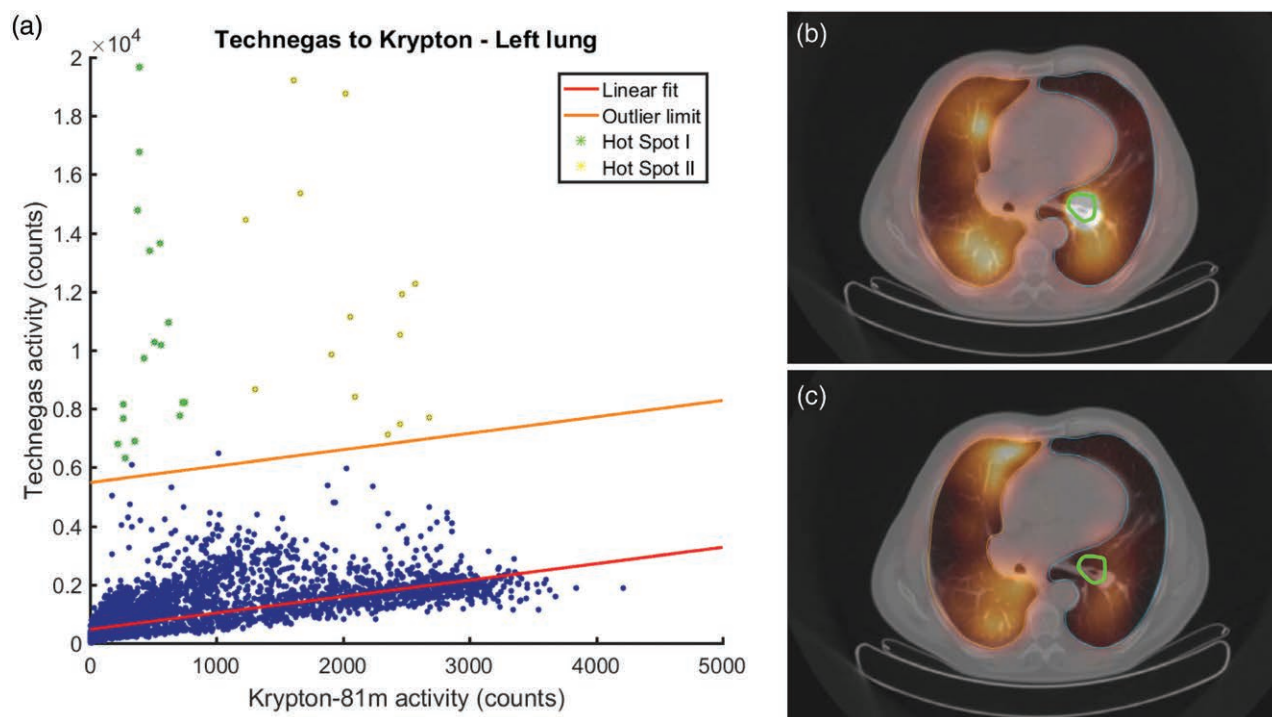 (a)
×10⁴
Technegas to Krypton - Left lung
2
1.8
1.6
1.4
1.2
1
0.8
0.6
0.4
0.2
0
Technegas activity (counts)
Linear fit
Outlier limit
Hot Spot I
Hot Spot II
0 1000 2000 3000 4000 5000
Krypton-81m activity (counts)
(b)
(c)